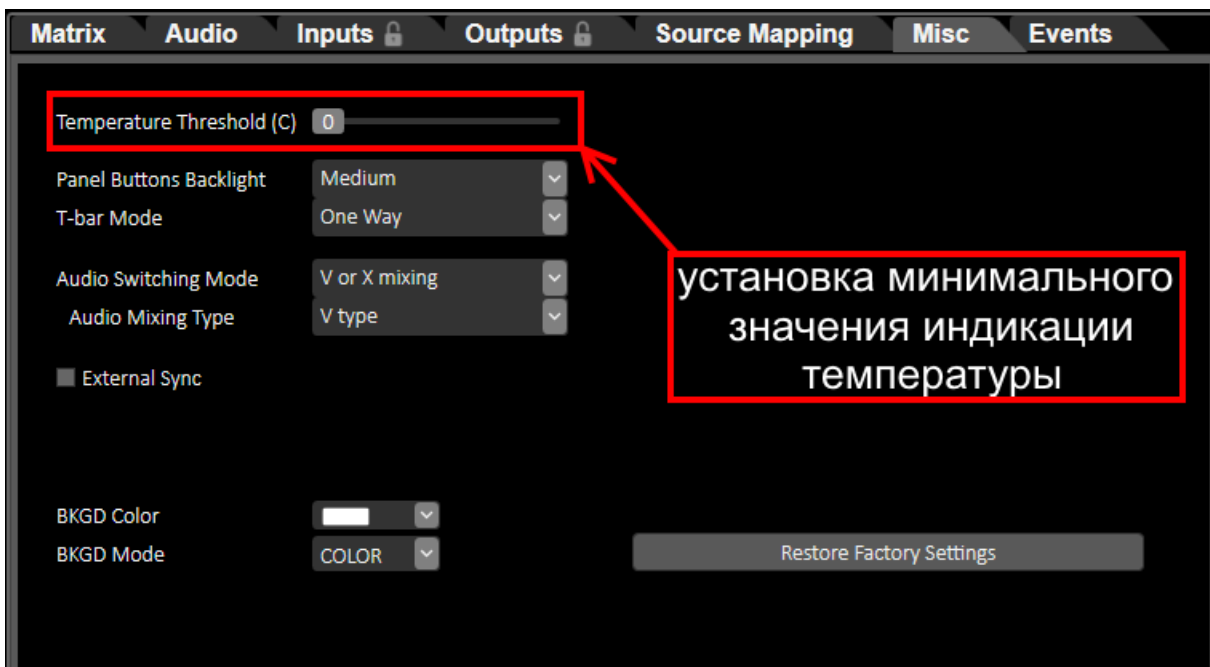 Matrix Audio Inputs Outputs Source Mapping Misc Events
Temperature Threshold (C) 0
Panel Buttons Backlight Medium
T-bar Mode One Way
установка минимального
значения индикации
температуры
Audio Switching Mode V or X mixing
Audio Mixing Type V type
External Sync
BKGD Color
BKGD Mode COLOR
Restore Factory Settings